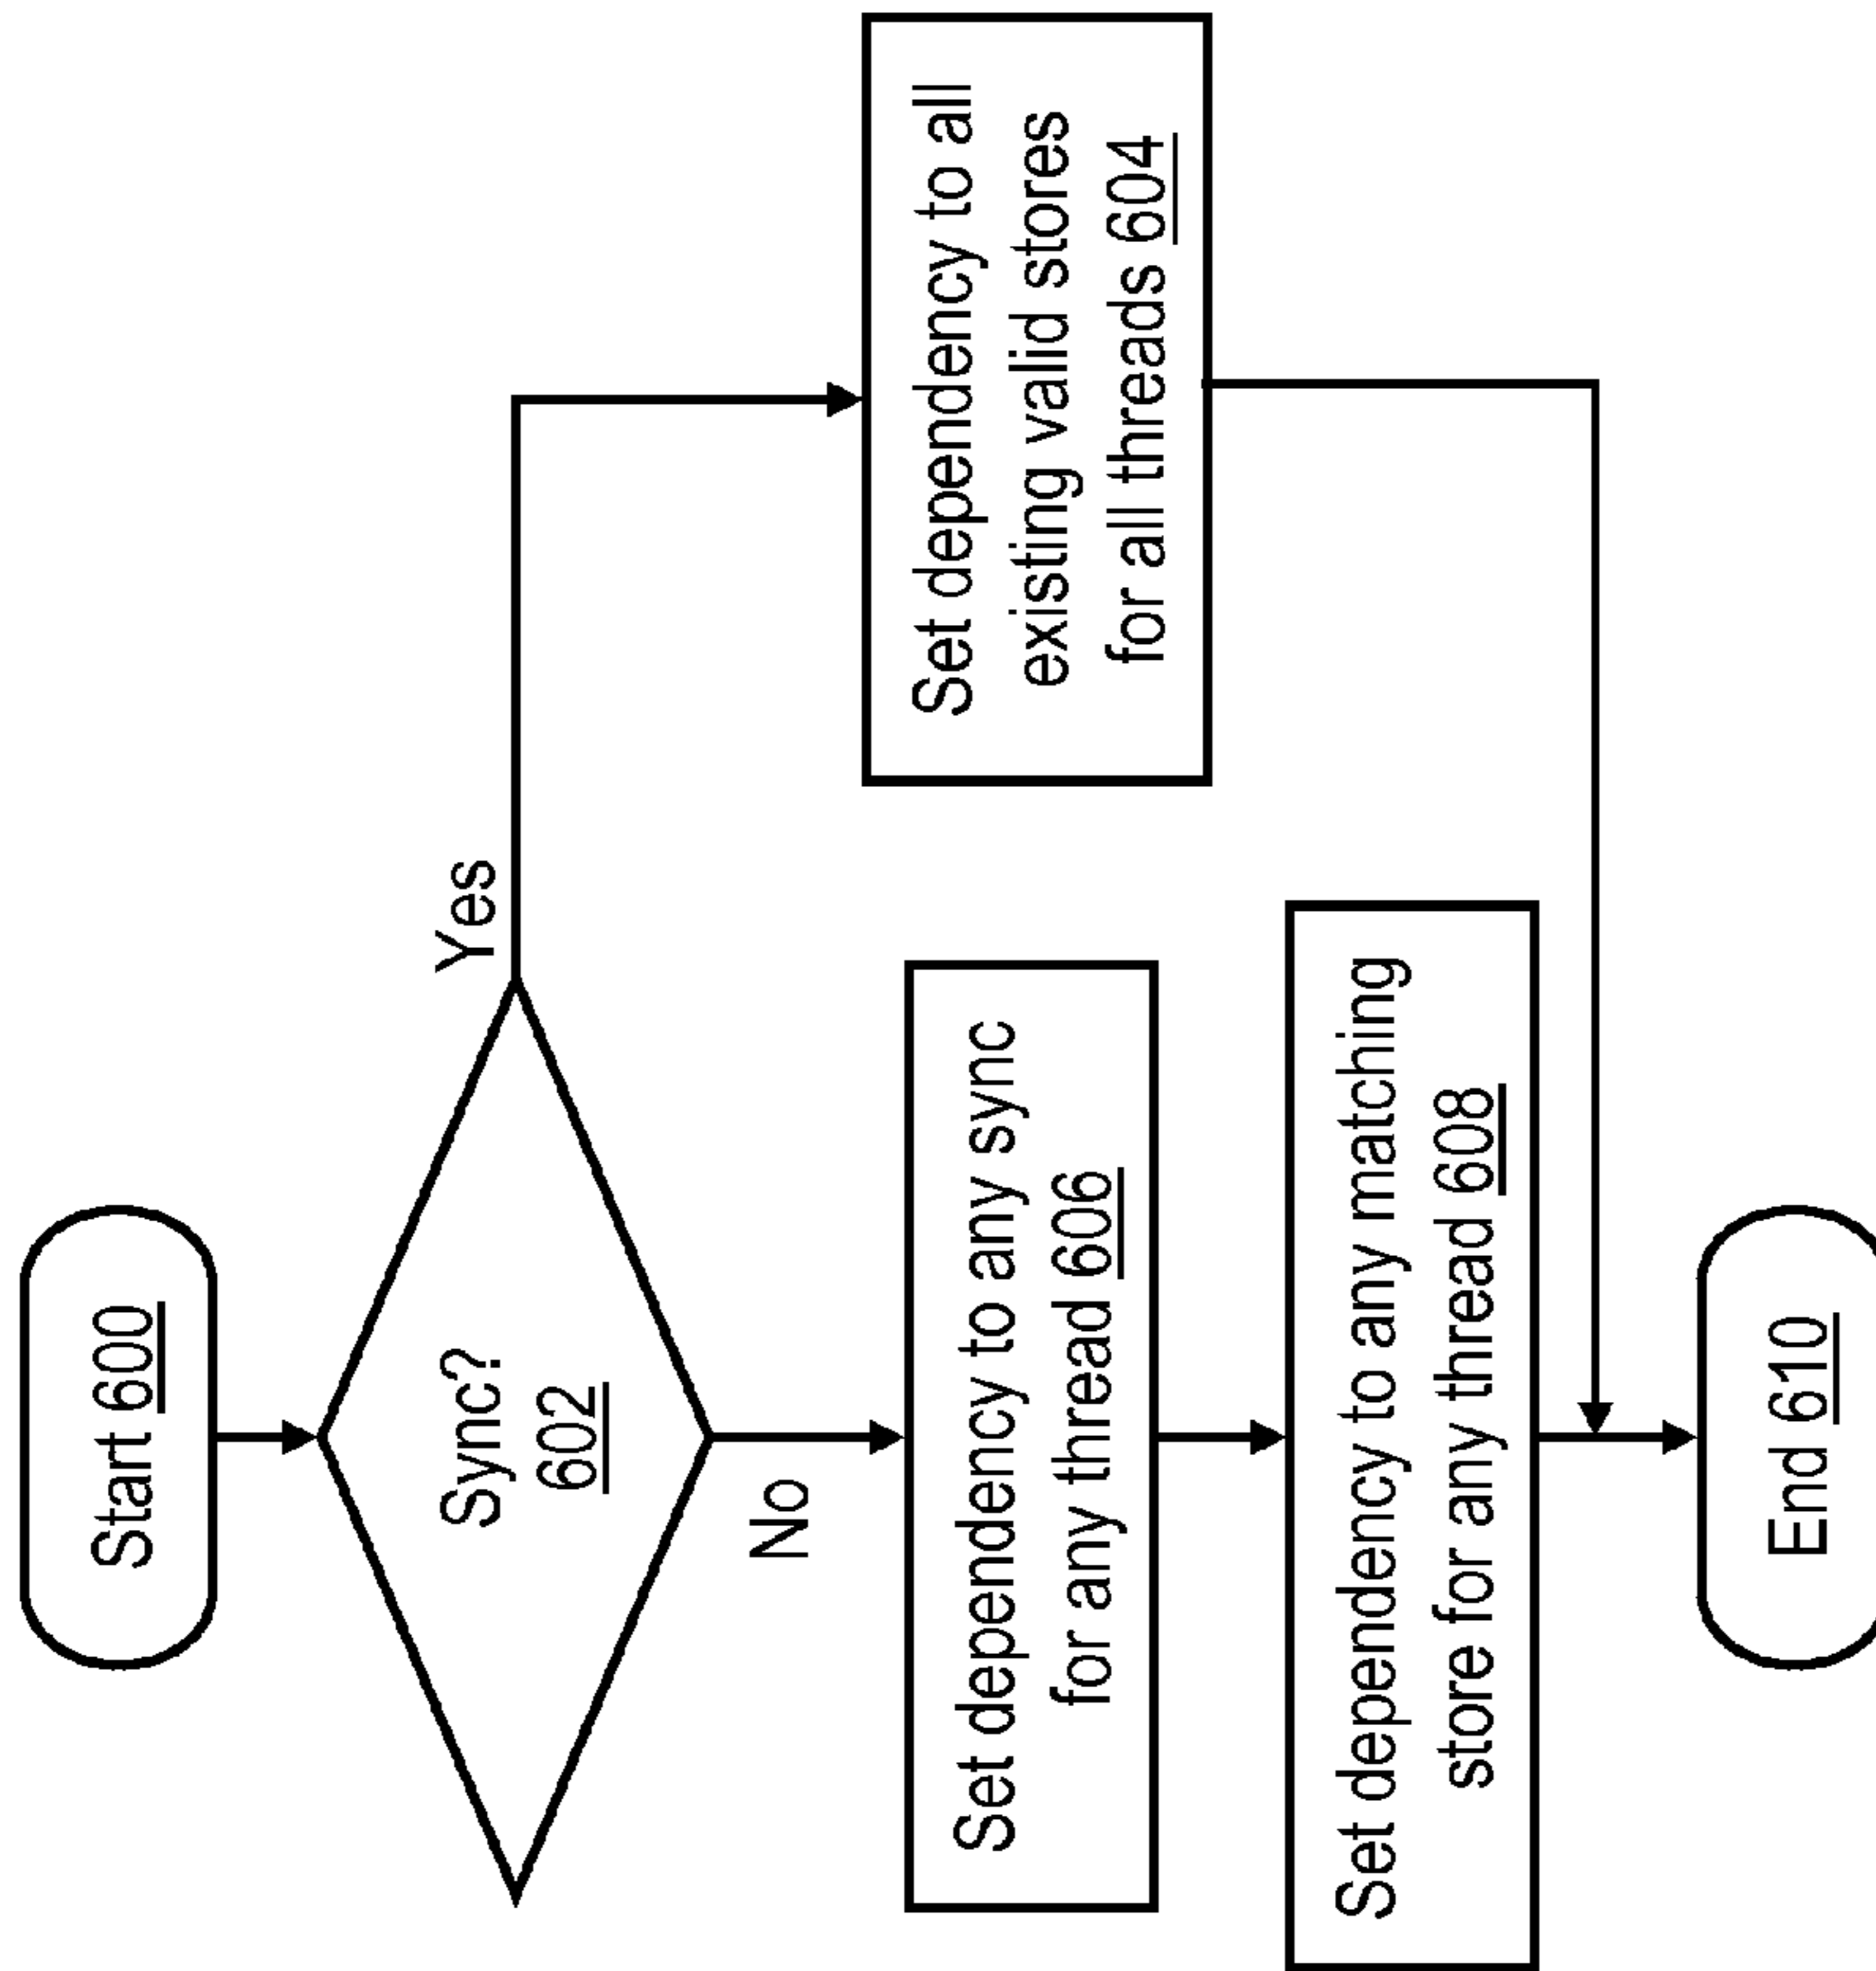 Start 600
Sync?
602
Yes
No
Set dependency to all
existing valid stores
for all threads 604
Set dependency to any sync
for any thread 606
Set dependency to any matching
store for any thread 608
End 610